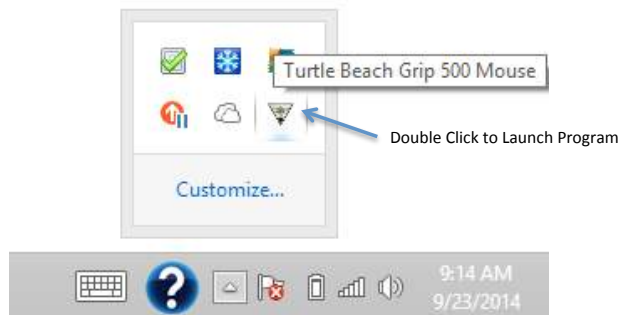 Turtle Beach Grip 500 Mouse
Double Click to Launch Program
Customize...
?
9:14 AM
9/23/2014